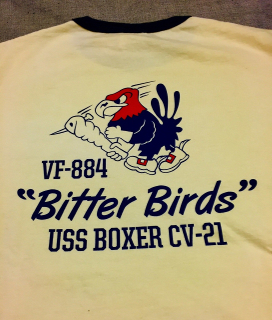 VF-884
"Bitter Birds"
USS BOXER CV-21